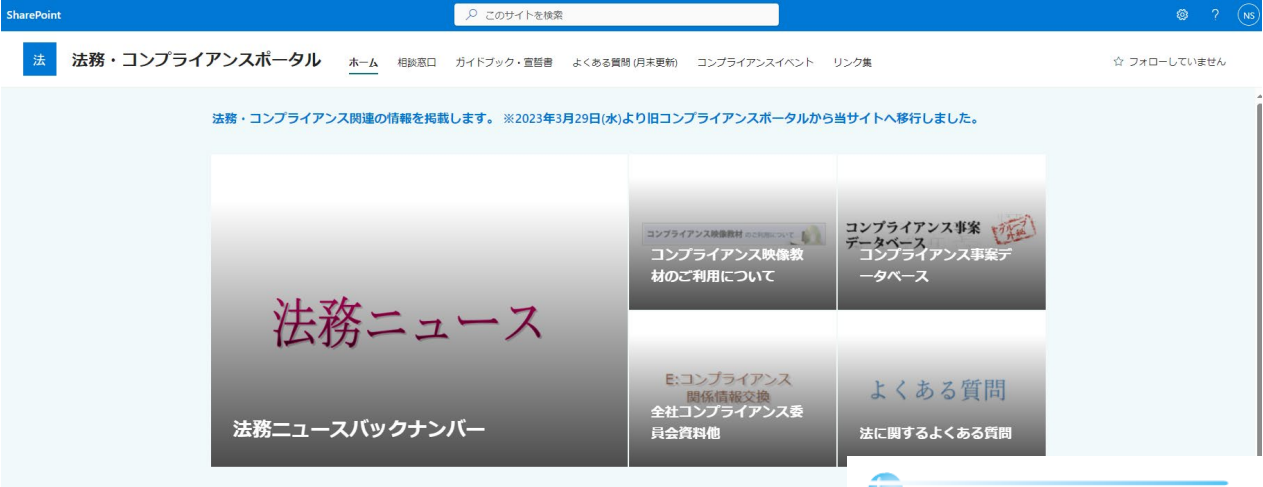 SharePoint
このサイトを検索
?
NS
法
法務・コンプライアンスポータル
ホーム
相談窓口
ガイドブック・宣誓書
よくある質問 (月末更新)
コンプライアンスイベント
リンク集
フォローしていません
法務・コンプライアンス関連の情報を掲載します。 ※2023年3月29日(水)より旧コンプライアンスポータルから当サイトへ移行しました。
法務ニュース
法務ニュースバックナンバー
コンプライアンス映像教材 のご利用について
コンプライアンス映像教
材のご利用について
コンプライアンス事案
データベース
グループ
共通
コンプライアンス事案デ
ータベース
E:コンプライアンス
関係情報交換
全社コンプライアンス委
員会資料他
よくある質問
法に関するよくある質問